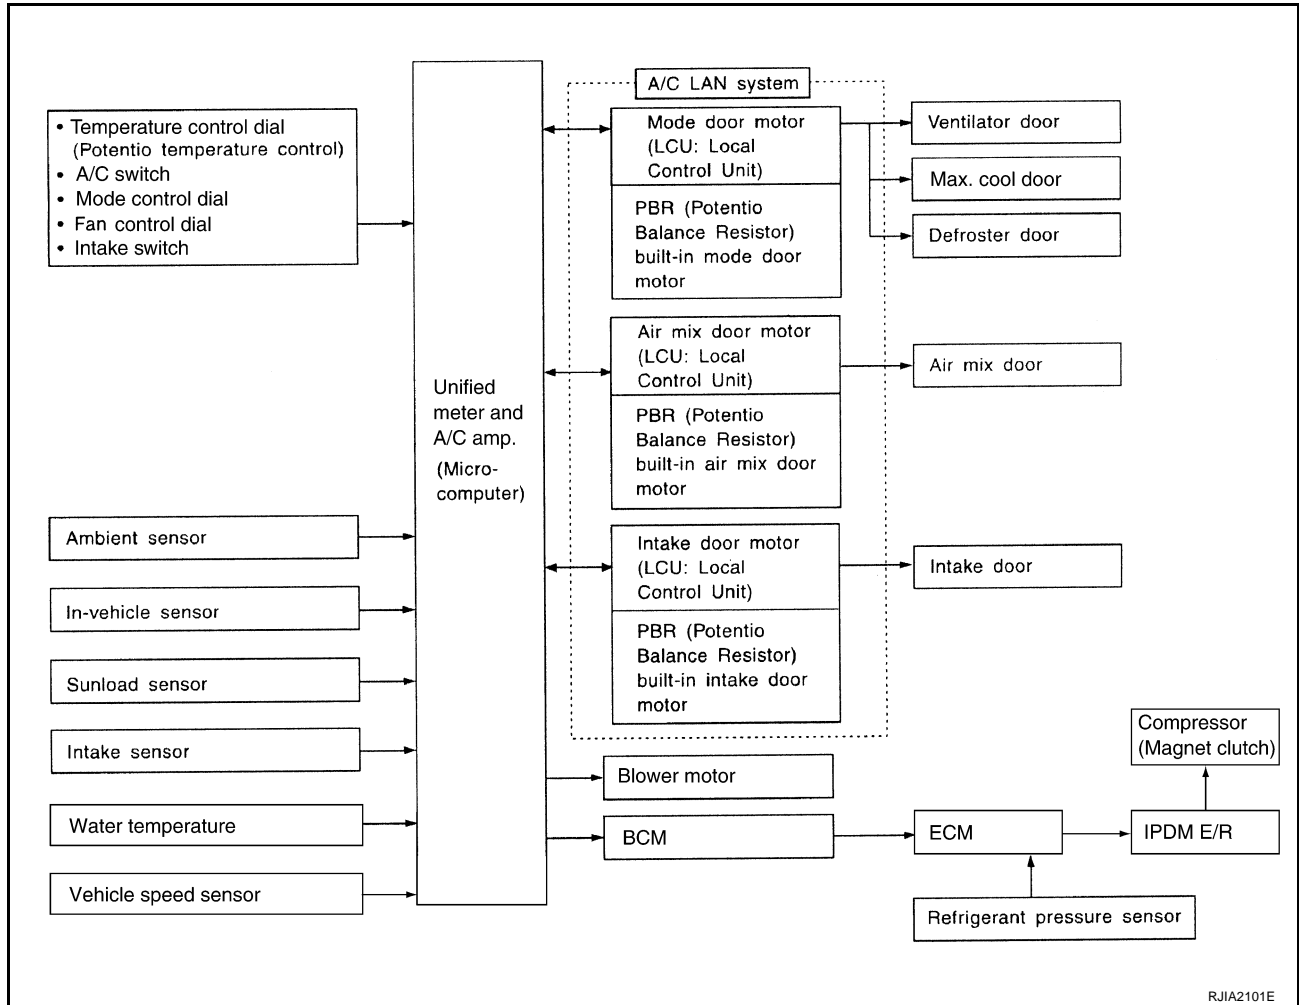 A/C LAN system
• Temperature control dial
(Potentio temperature control)
• A/C switch
• Mode control dial
• Fan control dial
• Intake switch
Mode door motor
(LCU: Local
Control Unit)
PBR (Potentio
Balance Resistor)
built-in mode door
motor
Ventilator door
Max. cool door
Defroster door
Air mix door motor
(LCU: Local
Control Unit)
PBR (Potentio
Balance Resistor)
built-in air mix door
motor
Air mix door
Unified
meter and
A/C amp.
(Micro-
computer)
Ambient sensor
In-vehicle sensor
Sunload sensor
Intake sensor
Water temperature
Vehicle speed sensor
Intake door motor
(LCU: Local
Control Unit)
PBR (Potentio
Balance Resistor)
built-in intake door
motor
Intake door
Blower motor
BCM
ECM
IPDM E/R
Compressor
(Magnet clutch)
Refrigerant pressure sensor
RJIA2101E